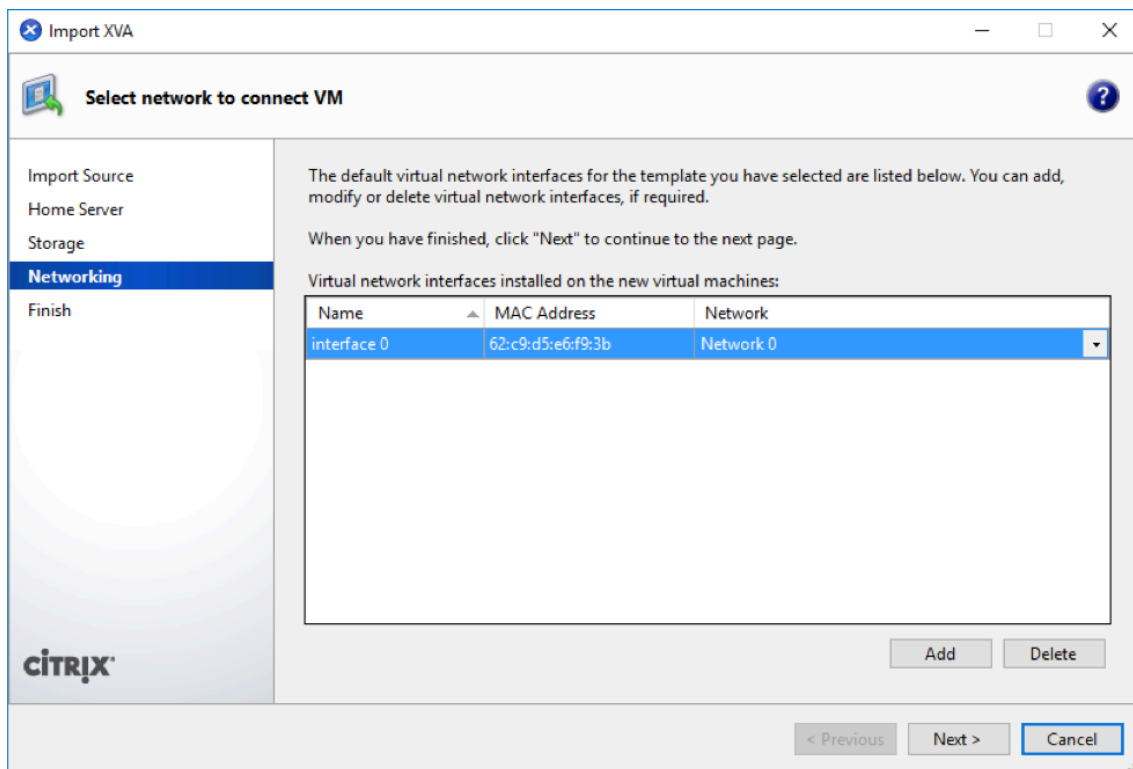 Import XVA
Select network to connect VM
?
Import Source
Home Server
Storage
Networking
Finish
The default virtual network interfaces for the template you have selected are listed below. You can add,
modify or delete virtual network interfaces, if required.
When you have finished, click "Next" to continue to the next page.
Virtual network interfaces installed on the new virtual machines:
Name MAC Address Network
interface 0 62:c9:d5:e6:f9:3b Network 0
Add Delete
CİTRİX
< Previous Next > Cancel